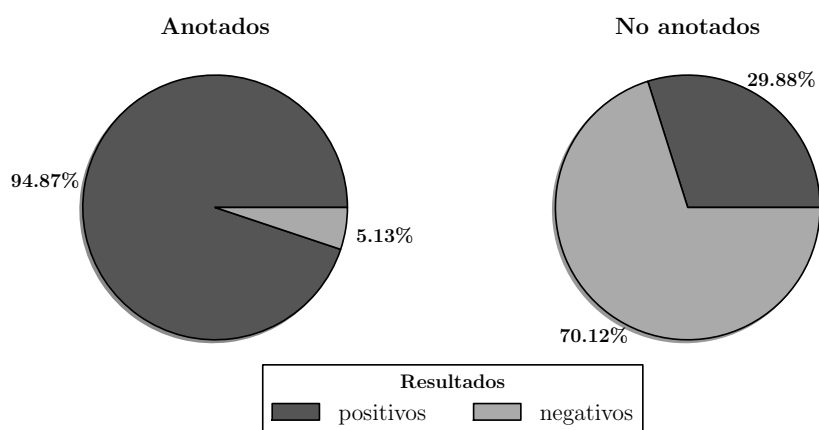 Anotados
No anotados
29.88%
94.87%
5.13%
70.12%
Resultados
positivos negativos